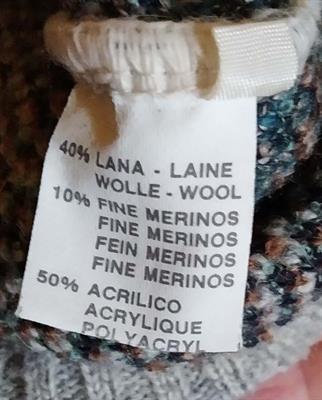 40% LANA - LAINE
WOLLE - WOOL
10% FINE MERINOS
FINE MERINOS
FEIN MERINOS
FINE MERINOS
50% ACRILICO
ACRYLIQUE
POLYACRYL